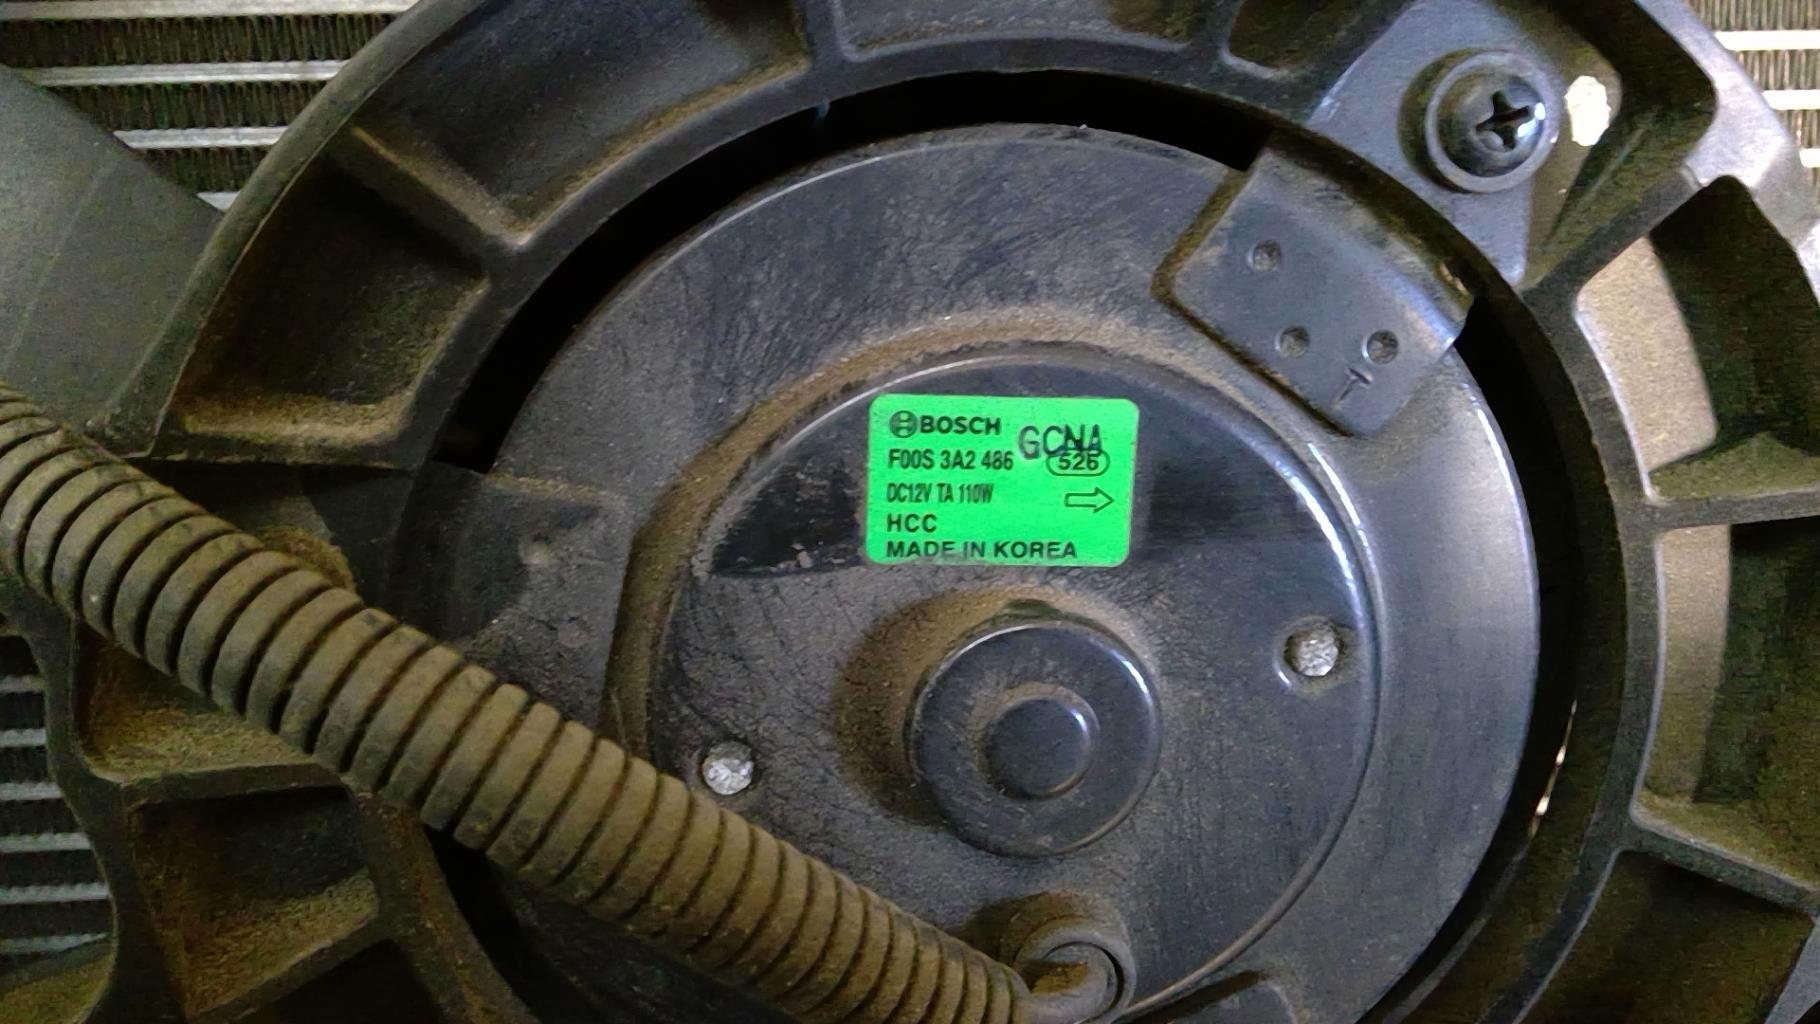 BOSCH
GCNA
F00S 3A2 486 526
DC12V TA 110W
HCC
MADE IN KOREA
T